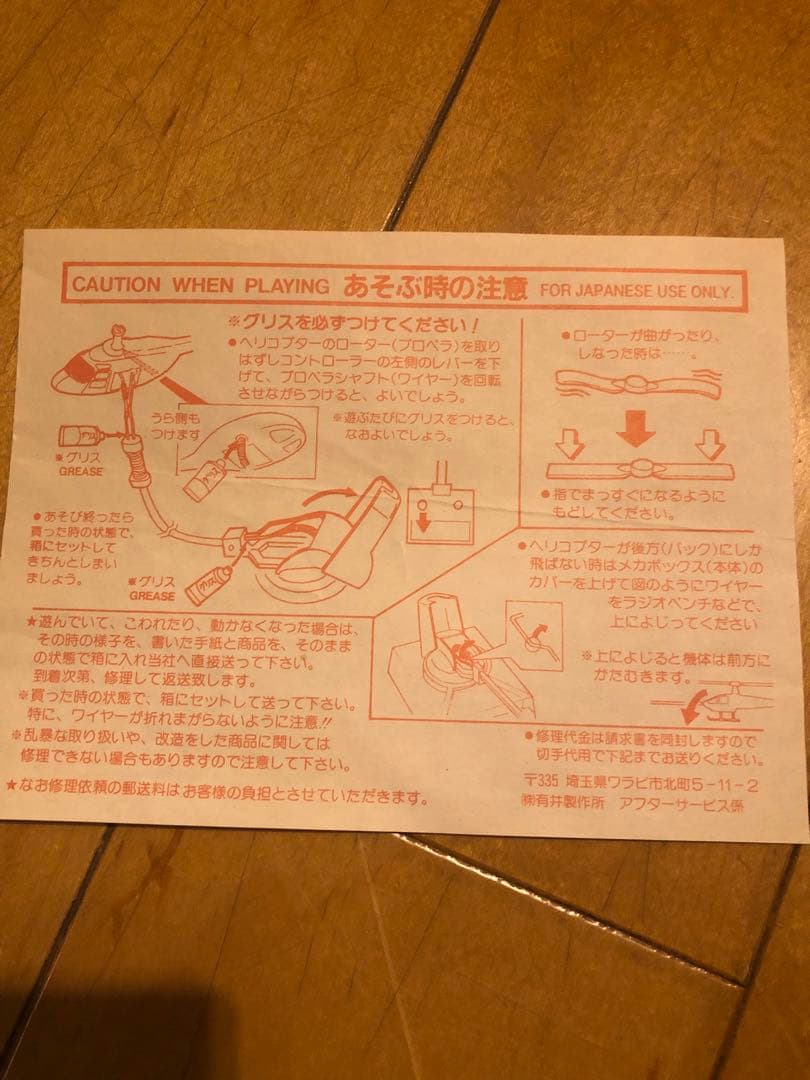 CAUTION WHEN PLAYING あそぶ時の注意 FOR JAPANESE USE ONLY.
※グリスを必ずつけてください！
●ヘリコプターのローター(プロペラ)を取り
はずしコントローラーの左側のレバーを下
げて、プロペラシャフト(ワイヤー)を回転
させながらつけると、よいでしょう。
※遊ぶたびにグリスをつけると、
なおよいでしょう。
うら側も
つけます
※グリス
GREASE
グリス
●あそび終ったら
買った時の状態で、
箱にセットして
きちんとしまい
ましょう。
※グリス
GREASE
グリス
●ローターが曲がったり、
しなった時は……。
●指でまっすぐになるように
もどしてください。
●ヘリコプターが後方(バック)にしか
飛ばない時はメカボックス(本体)の
カバーを上げて図のようにワイヤー
をラジオペンチなどで、
上によじってください
※上によじると機体は前方に
かたむきます。
★遊んでいて、こわれたり、動かなくなった場合は、
その時の様子を、書いた手紙と商品を、そのまま
の状態で箱に入れ当社へ直接送って下さい。
到着次第、修理して返送致します。
※買った時の状態で、箱にセットして送って下さい。
特に、ワイヤーが折れまがらないように注意!!
※乱暴な取り扱いや、改造をした商品に関しては
修理できない場合もありますので注意して下さい。
★なお修理依頼の郵送料はお客様の負担とさせていただきます。
●修理代金は請求書を同封しますので
切手代用で下記までお送りください。
〒335 埼玉県ワラビ市北町5-11-2
㈱有井製作所 アフターサービス係